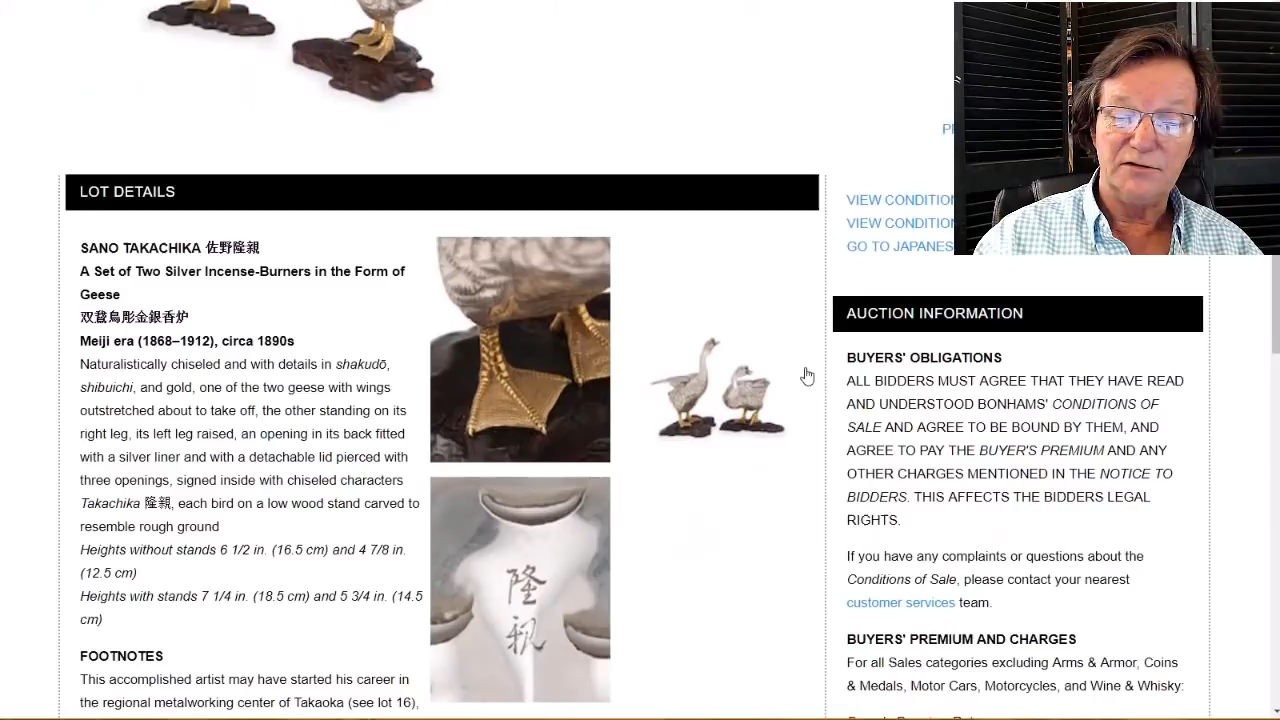 LOT DETAILS
SANO TAKACHIKA 佐野隆親
A Set of Two Silver Incense-Burners in the Form of
Geese
双鵞鳥彫金銀香炉
Meiji era (1868–1912), circa 1890s
Naturalistically chiseled and with details in shakudō,
shibuichi, and gold, one of the two geese with wings
outstretched about to take off, the other standing on its
right leg, its left leg raised, an opening in its back fitted
with a silver liner and with a detachable lid pierced with
three openings, signed inside with chiseled characters
Takachika 隆親, each bird on a low wood stand carved to
resemble rough ground
Heights without stands 6 1/2 in. (16.5 cm) and 4 7/8 in.
(12.5 cm)
Heights with stands 7 1/4 in. (18.5 cm) and 5 3/4 in. (14.5
cm)
FOOTNOTES
This accomplished artist may have started his career in
the regional metalworking center of Takaoka (see lot 16),
隆
親
VIEW CONDITION
VIEW CONDITION
GO TO JAPANES
AUCTION INFORMATION
BUYERS' OBLIGATIONS
ALL BIDDERS MUST AGREE THAT THEY HAVE READ
AND UNDERSTOOD BONHAMS' CONDITIONS OF
SALE AND AGREE TO BE BOUND BY THEM, AND
AGREE TO PAY THE BUYER'S PREMIUM AND ANY
OTHER CHARGES MENTIONED IN THE NOTICE TO
BIDDERS. THIS AFFECTS THE BIDDERS LEGAL
RIGHTS.
If you have any complaints or questions about the
Conditions of Sale, please contact your nearest
customer services team.
BUYERS' PREMIUM AND CHARGES
For all Sales categories excluding Arms & Armor, Coins
& Medals, Motor Cars, Motorcycles, and Wine & Whisky: